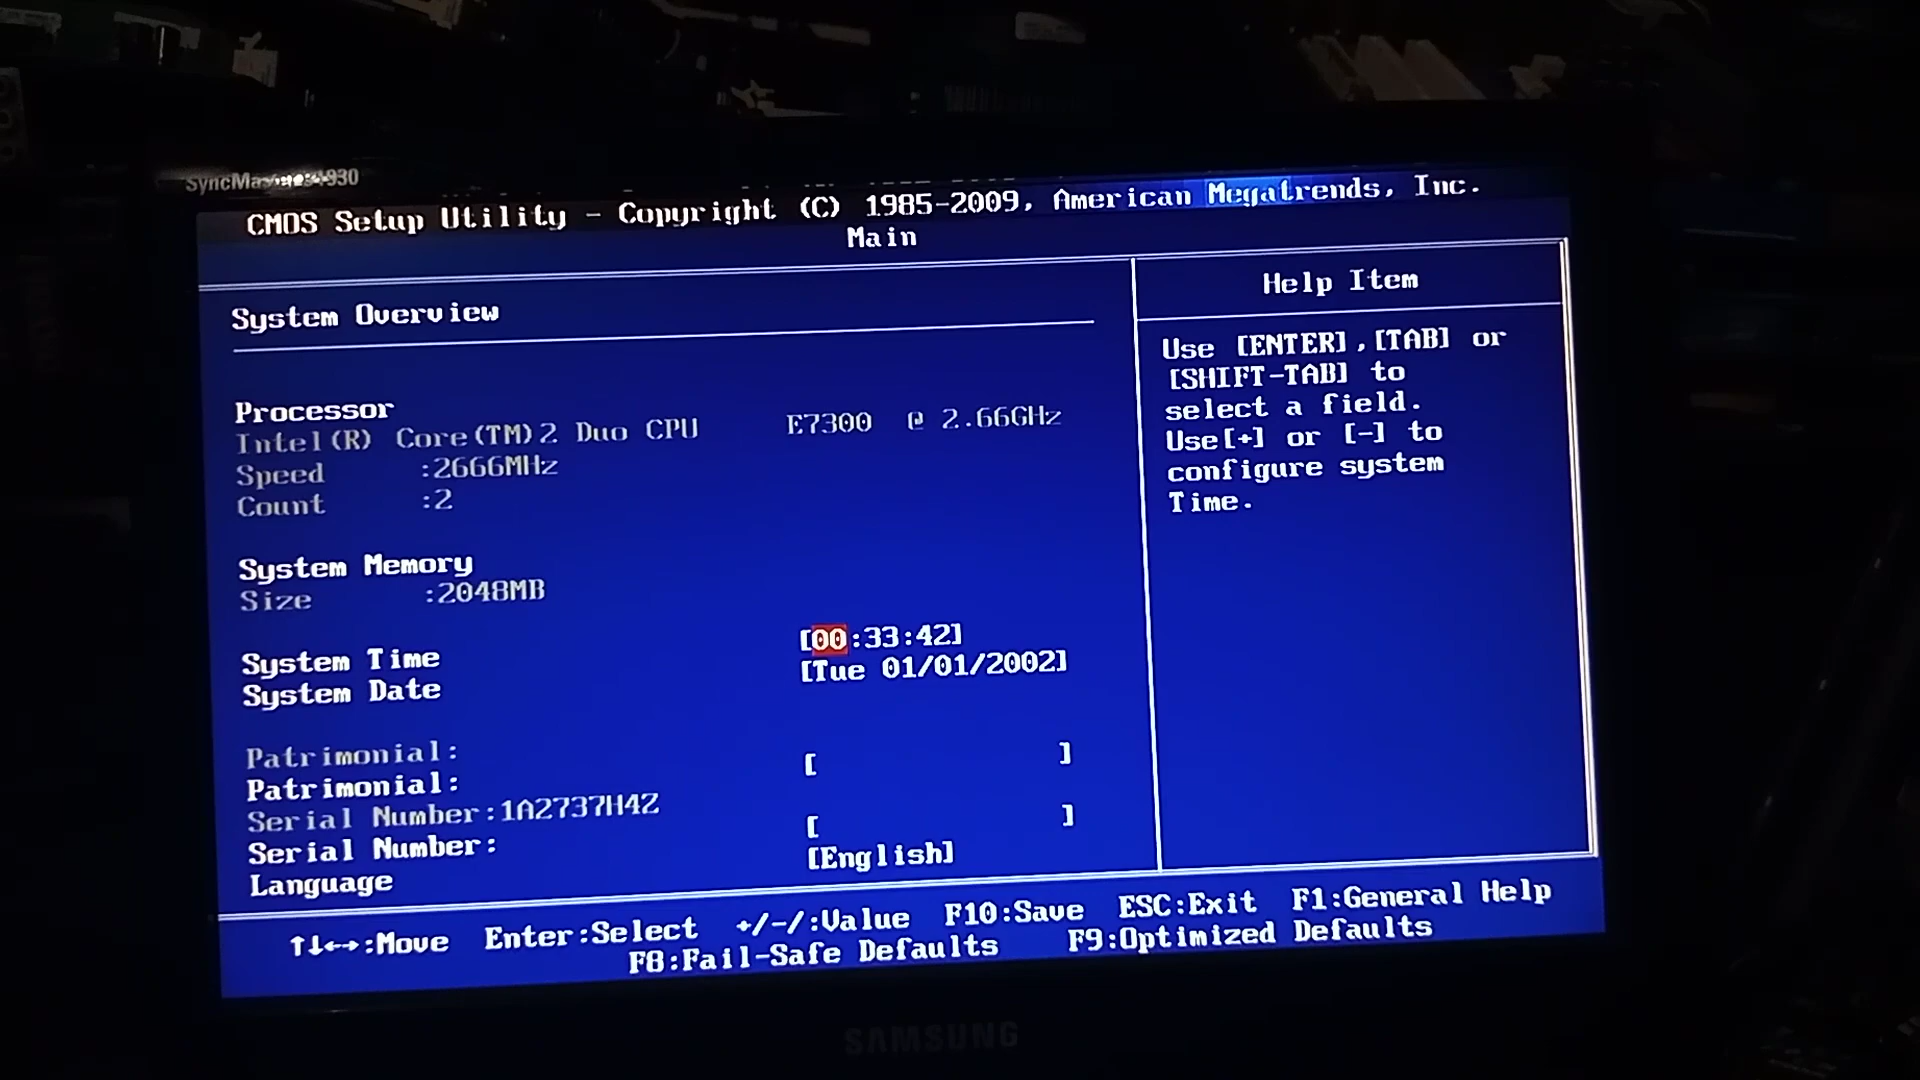 CMOS Setup Utility - Copyright (C) 1985-2009, American Megatrends, Inc.
Main
System Overview
Processor
Intel(R) Core(TM)2 Duo CPU E7300 @ 2.66GHz
Speed :2666MHz
Count :2
System Memory
Size :2048MB
System Time [00:33:42]
System Date [Tue 01/01/2002]
Patrimonial:
Patrimonial: [ ]
Serial Number:1A2737H4Z
Serial Number: [ ]
Language [English]
Help Item
Use [ENTER],[TAB] or
[SHIFT-TAB] to
select a field.
Use[+] or [-] to
configure system
Time.
↑↓←→:Move Enter:Select +/-/:Value F10:Save ESC:Exit F1:General Help
F8:Fail-Safe Defaults F9:Optimized Defaults
SAMSUNG